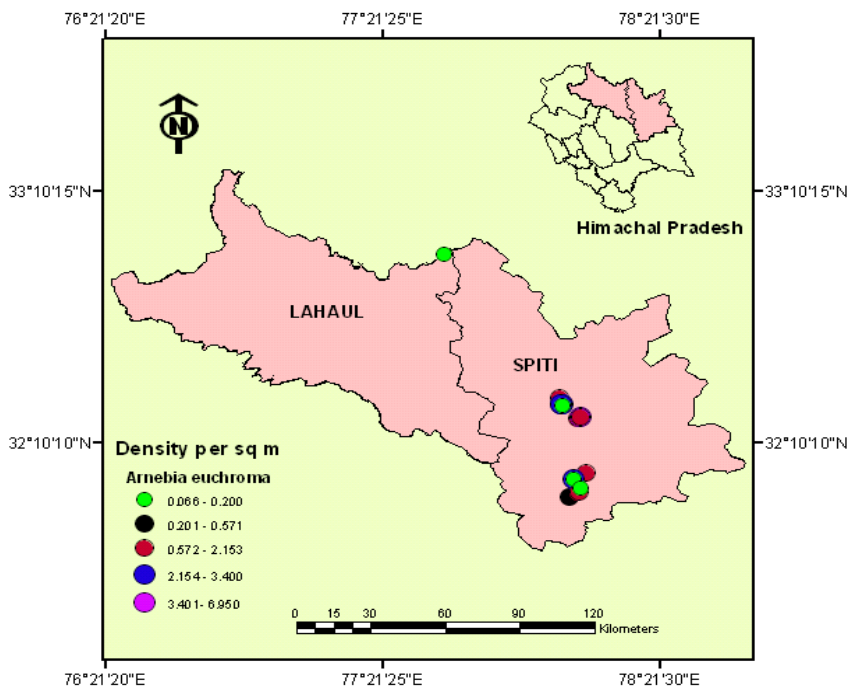 76°21'20"E 77°21'25"E 78°21'30"E
N
33°10'15"N 33°10'15"N
Himachal Pradesh
LAHAUL
SPITI
32°10'10"N 32°10'10"N
Density per sq m
Arnebia euchroma
0.066 - 0.200
0.201 - 0.571
0.572 - 2.153
2.154 - 3.400
3.401- 6.950
0 15 30 60 90 120
Kilometers
76°21'20"E 77°21'25"E 78°21'30"E